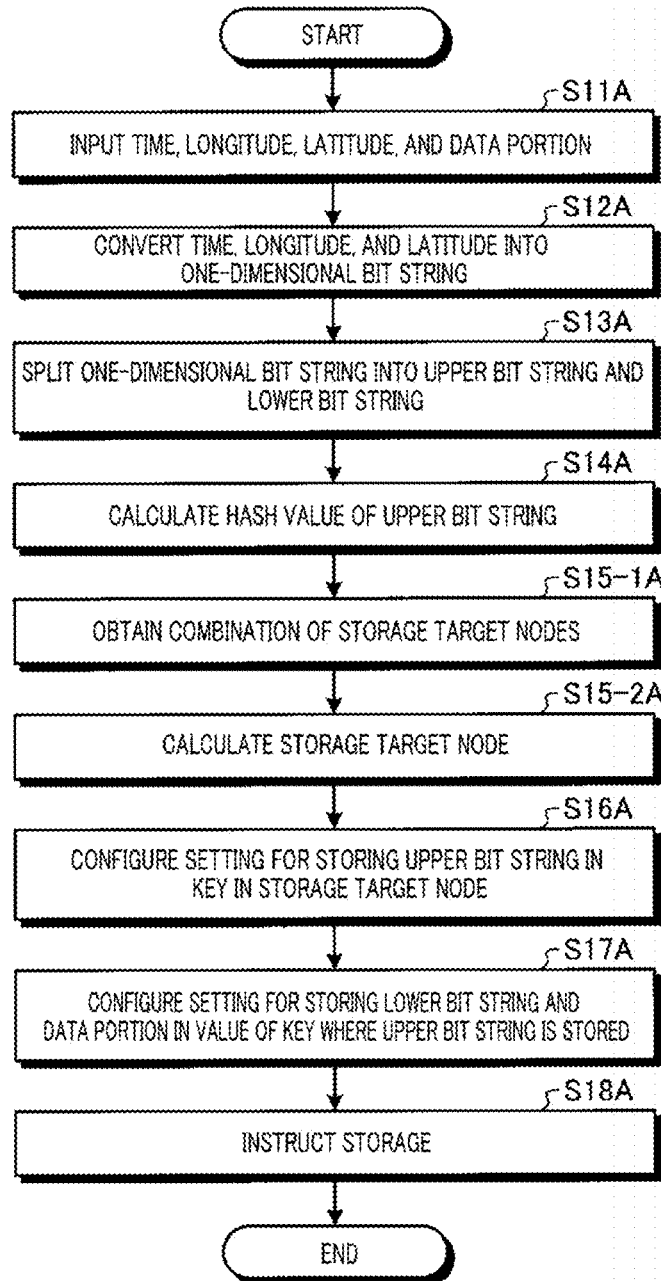 START
S11A
INPUT TIME, LONGITUDE, LATITUDE, AND DATA PORTION
S12A
CONVERT TIME, LONGITUDE, AND LATITUDE INTO
ONE-DIMENSIONAL BIT STRING
S13A
SPLIT ONE-DIMENSIONAL BIT STRING INTO UPPER BIT STRING AND
LOWER BIT STRING
S14A
CALCULATE HASH VALUE OF UPPER BIT STRING
S15-1A
OBTAIN COMBINATION OF STORAGE TARGET NODES
S15-2A
CALCULATE STORAGE TARGET NODE
S16A
CONFIGURE SETTING FOR STORING UPPER BIT STRING IN
KEY IN STORAGE TARGET NODE
S17A
CONFIGURE SETTING FOR STORING LOWER BIT STRING AND
DATA PORTION IN VALUE OF KEY WHERE UPPER BIT STRING IS STORED
S18A
INSTRUCT STORAGE
END